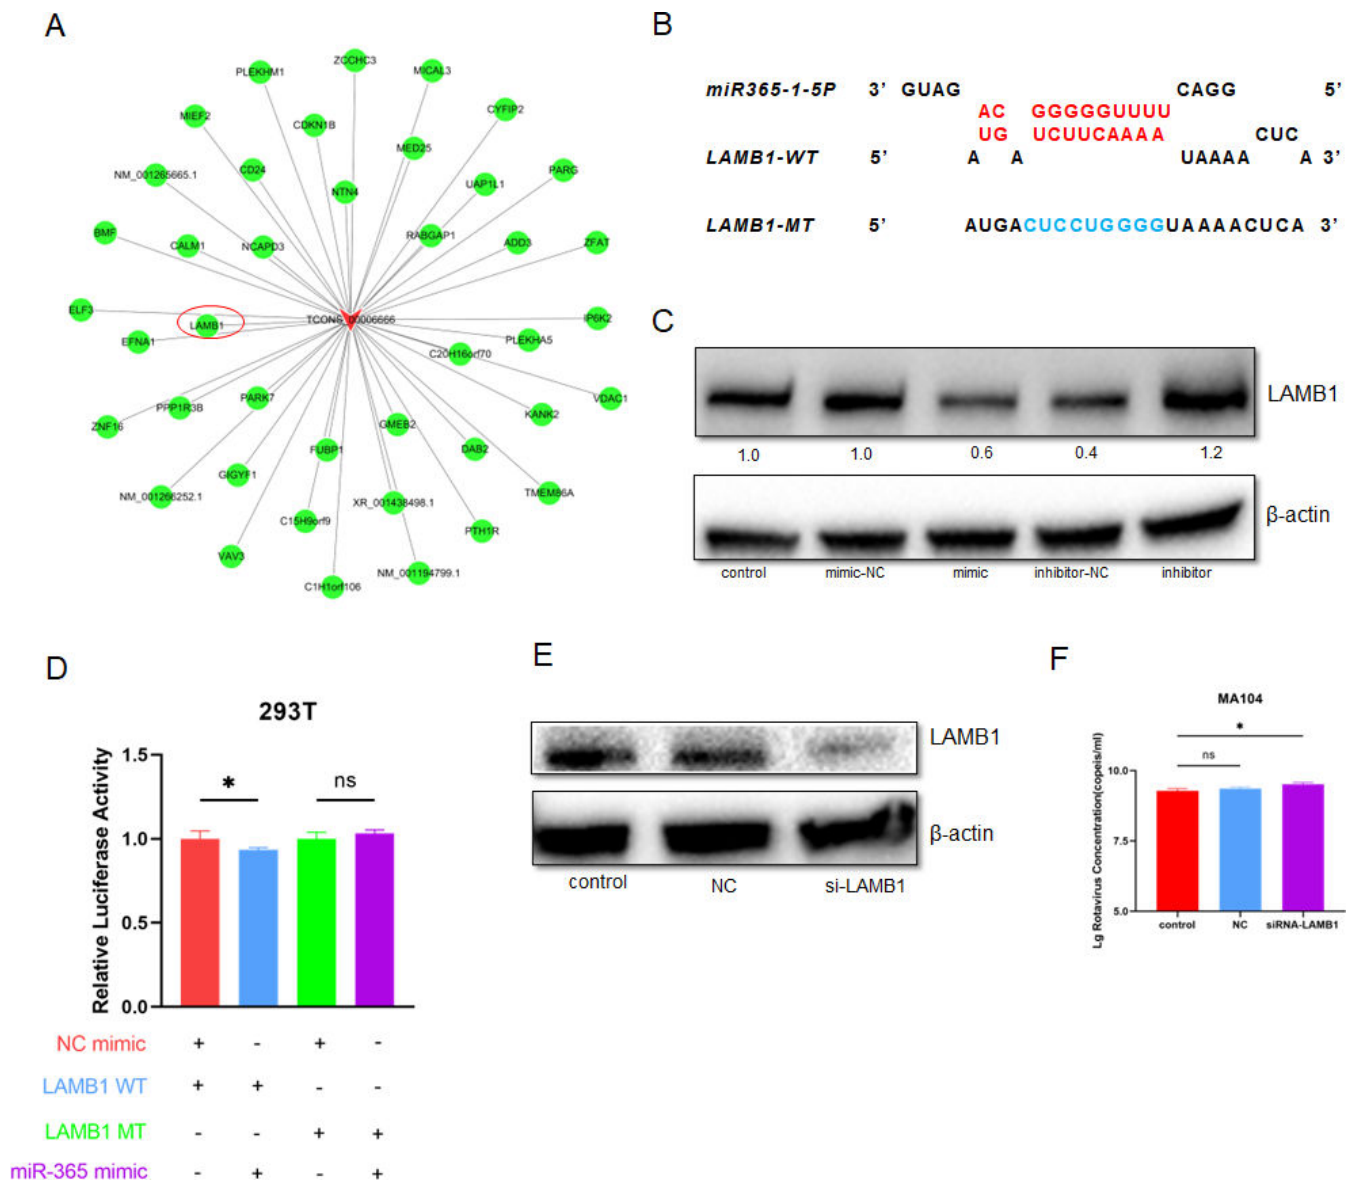 A
ZCCHC3
PLEKHM1
MICAL3
MIEF2
CYFIP2
CDKN1B
MED25
CD24
NM_001265665.1
PARG
UAP1L1
NTN4
BMF
RABGAP1
CALM1
NCAPD3
ADD3
ZFAT
ELF3
LAMB1
TCONS_00006666
IP6K2
EFNA1
PLEKHA5
C20H16orf70
VDAC1
PARK7
PPP1R3B
KANK2
ZNF16
GMEB2
FUBP1
DAB2
GIGYF1
NM_001266252.1
TMEM86A
XR_001438498.1
C15H9orf9
PTH1R
VAV3
NM_001194799.1
C1H1orf106
B
miR365-1-5P 3’ GUAG CAGG 5’
AC GGGGGUUUU
UG UCUUCAAAA CUC
LAMB1-WT 5’ A A UAAAA A 3’
LAMB1-MT 5’ AUGACUCCUGGGGUAAAACUCA 3’
C
LAMB1
1.0 1.0 0.6 0.4 1.2
β-actin
control mimic-NC mimic inhibitor-NC inhibitor
D
293T
Relative Luciferase Activity
1.5
1.0
0.5
0.0
* ns
NC mimic + - + -
LAMB1 WT + + - -
LAMB1 MT - - + +
miR-365 mimic - + - +
E
LAMB1
β-actin
control NC si-LAMB1
F
MA104
*
ns
Lg Rotavirus Concentration(copeis/ml)
10.0
7.5
5.0
control NC siRNA-LAMB1